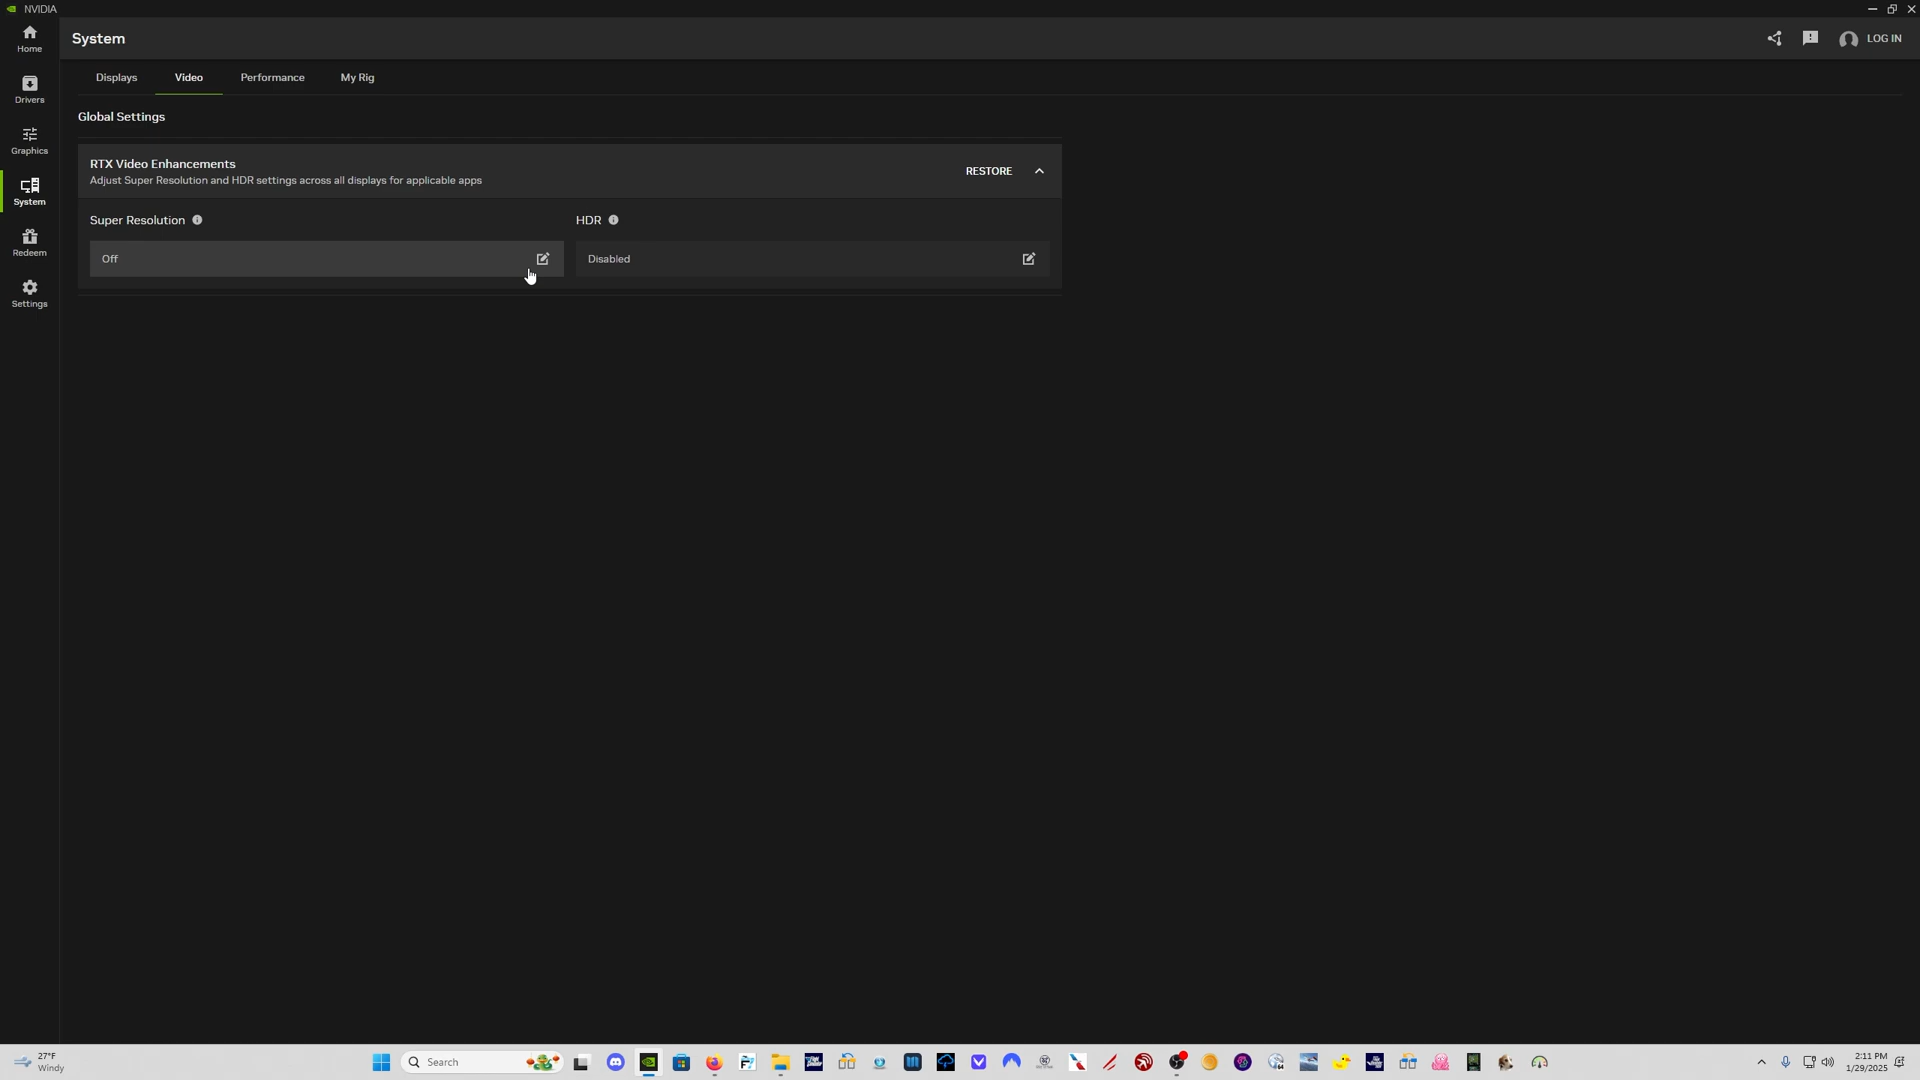 NVIDIA
Home
System
LOG IN
Drivers
Displays
Video
Performance
My Rig
Global Settings
Graphics
RTX Video Enhancements
Adjust Super Resolution and HDR settings across all displays for applicable apps
RESTORE
System
Super Resolution
HDR
Redeem
Off
Disabled
Settings
27°F
Windy
Search
2:11 PM
1/29/2025